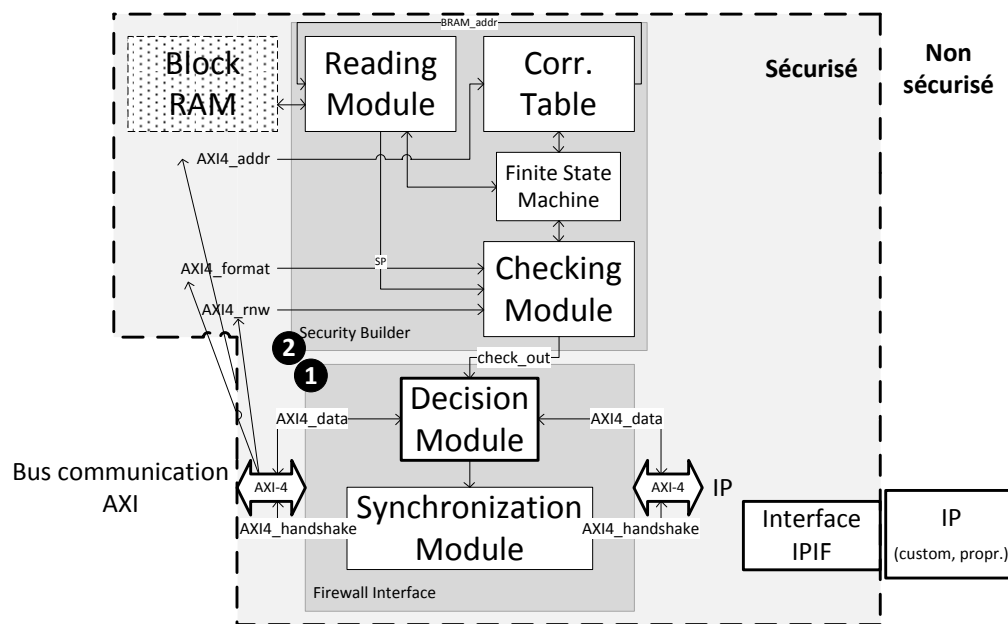 BRAM_addr
Block
RAM
Reading
Module
Corr.
Table
Sécurisé
Non
sécurisé
AXI4_addr
Finite State
Machine
AXI4_format
SP
Checking
Module
AXI4_rnw
Security Builder
2
1
check_out
Decision
Module
AXI4_data
AXI4_data
Bus communication
AXI
AXI-4
AXI-4
IP
Synchronization
Module
AXI4_handshake
AXI4_handshake
Interface
IPIF
IP
(custom, propr.)
Firewall Interface